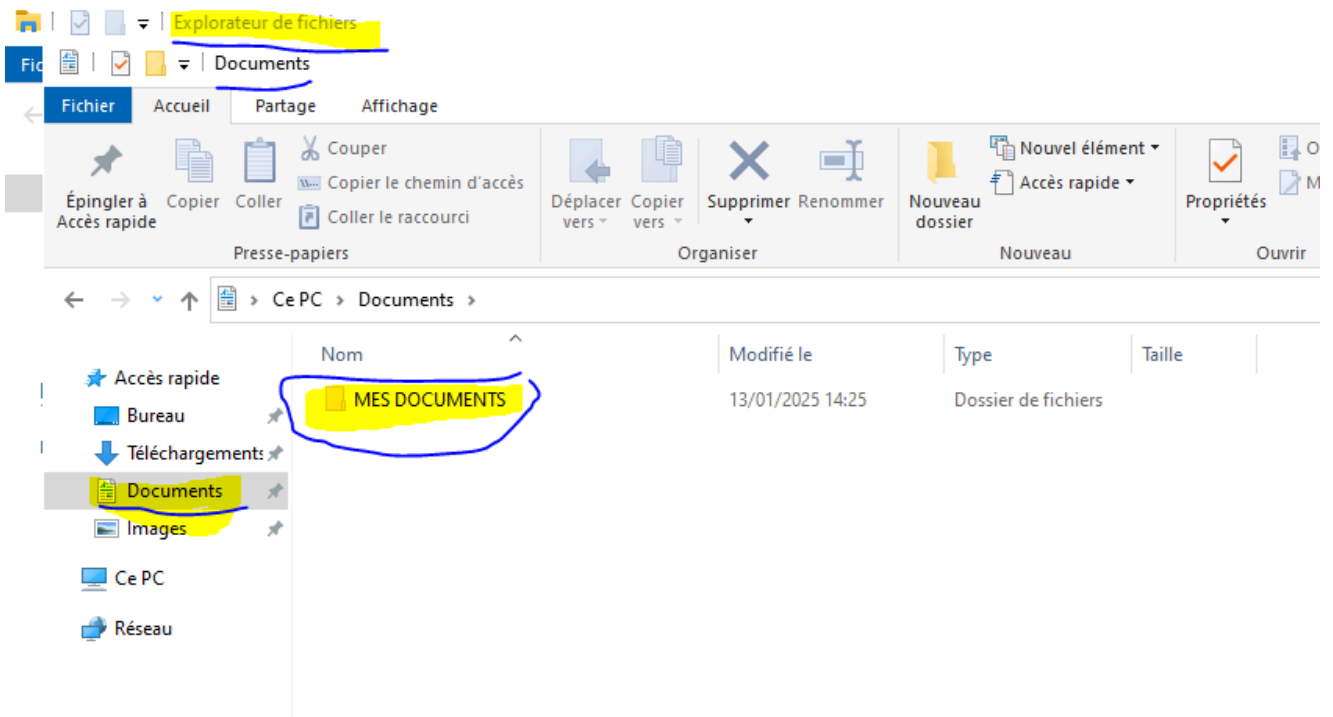 Explorateur de fichiers
Fic
Documents
Fichier Accueil Partage Affichage
Épingler à Accès rapide
Copier
Coller
Couper
Copier le chemin d'accès
Coller le raccourci
Presse-papiers
Déplacer vers
Copier vers
Supprimer
Renommer
Organiser
Nouveau dossier
Nouvel élément
Accès rapide
Nouveau
Propriétés
O
M
Ouvrir
Ce PC > Documents >
Nom Modifié le Type Taille
MES DOCUMENTS 13/01/2025 14:25 Dossier de fichiers
Accès rapide
Bureau
Téléchargements
Documents
Images
Ce PC
Réseau